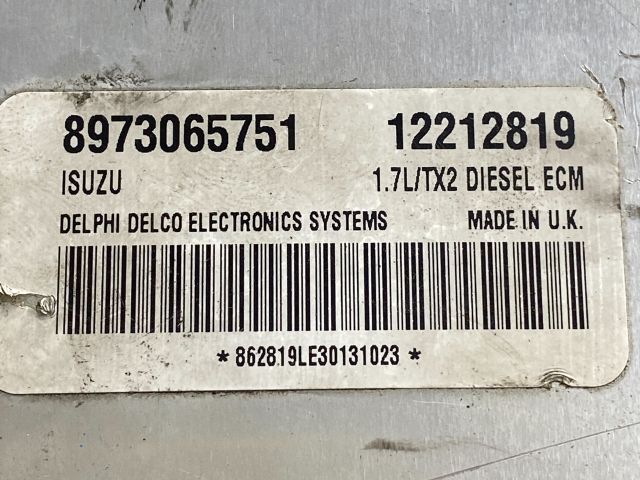 8973065751 12212819
ISUZU 1.7L/TX2 DIESEL ECM
DELPHI DELCO ELECTRONICS SYSTEMS MADE IN U.K.
*862819LE30131023*